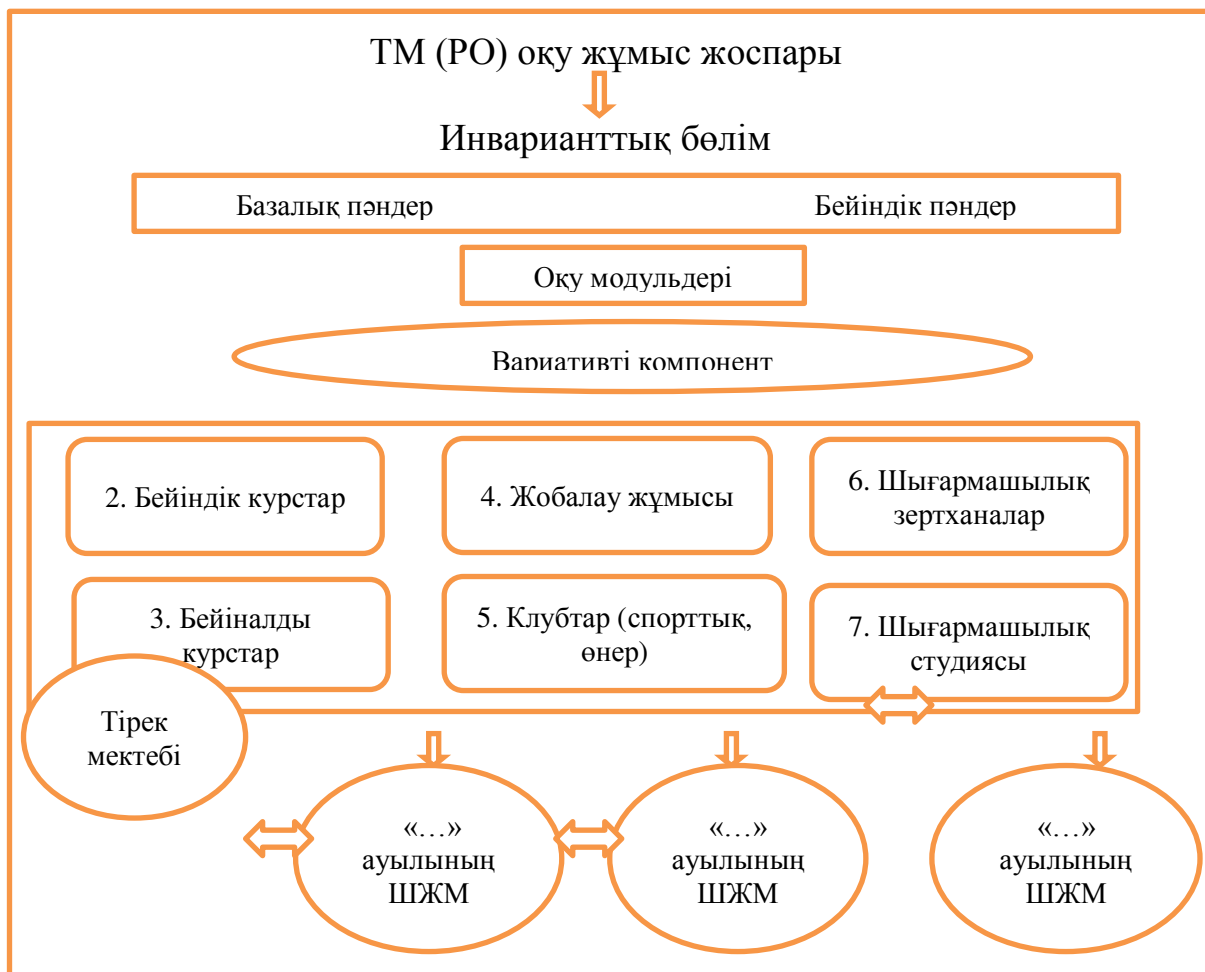 ТМ (РО) оқу жұмыс жоспары
Инварианттық бөлім
Базалық пәндер
Бейіндік пәндер
Оқу модульдері
Вариативті компонент
2. Бейіндік курстар
4. Жобалау жұмысы
6. Шығармашылық
зертханалар
3. Бейіналды
курстар
5. Клубтар (спорттық,
өнер)
7. Шығармашылық
студиясы
Тірек
мектебі
«…»
ауылының
ШЖМ
«…»
ауылының
ШЖМ
«…»
ауылының
ШЖМ